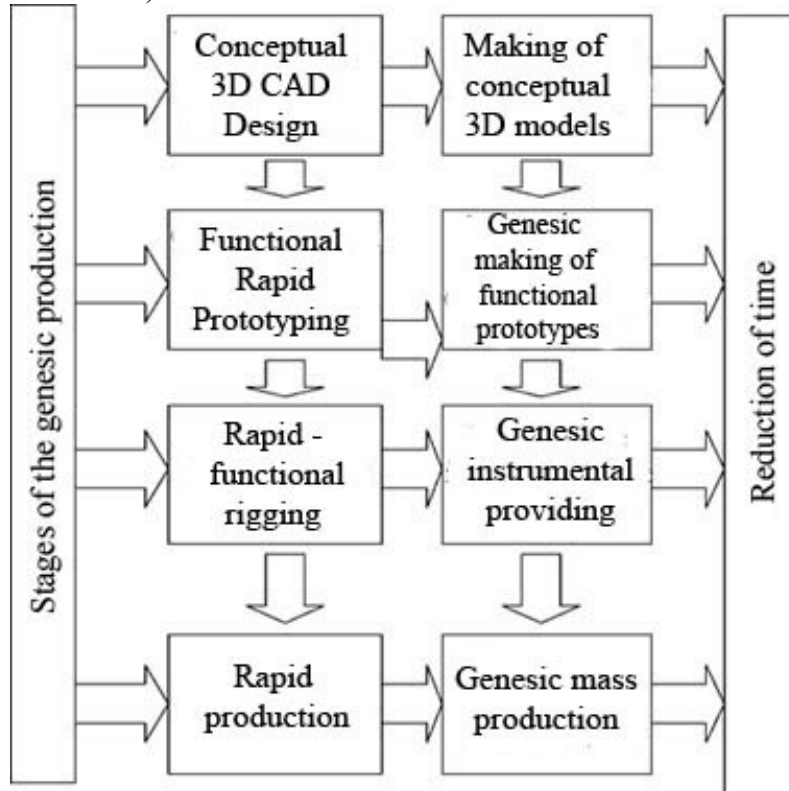 )
Stages of the genesic production
Conceptual
3D CAD
Design
Making of
conceptual
3D models
Functional
Rapid
Prototyping
Genesic
making of
functional
prototypes
Rapid -
functional
rigging
Genesic
instrumental
providing
Rapid
production
Genesic mass
production
Reduction of time